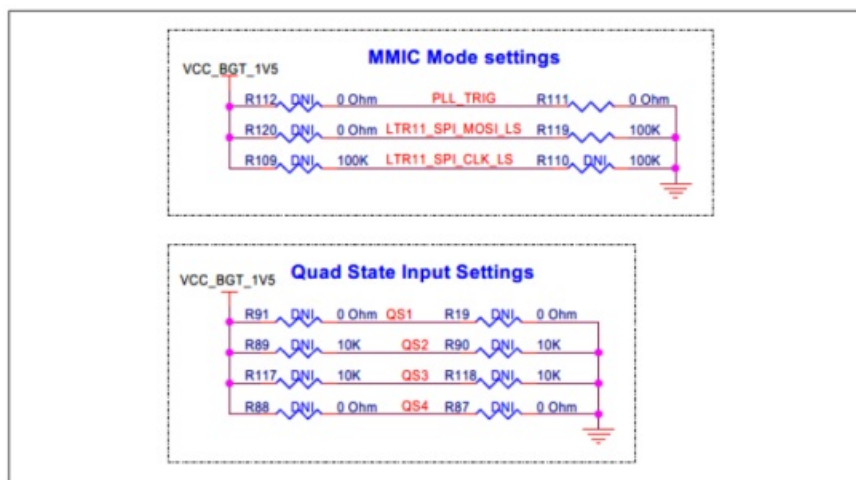 MMIC Mode settings
VCC_BGT_1V5
R112 DNI 0 Ohm PLL_TRIG R111 0 Ohm
R120 DNI 0 Ohm LTR11_SPI_MOSI_LS R119 100K
R109 DNI 100K LTR11_SPI_CLK_LS R110 DNI 100K
Quad State Input Settings
VCC_BGT_1V5
R91 DNI 0 Ohm QS1 R19 DNI 0 Ohm
R89 DNI 10K QS2 R90 DNI 10K
R117 DNI 10K QS3 R118 DNI 10K
R88 DNI 0 Ohm QS4 R87 DNI 0 Ohm